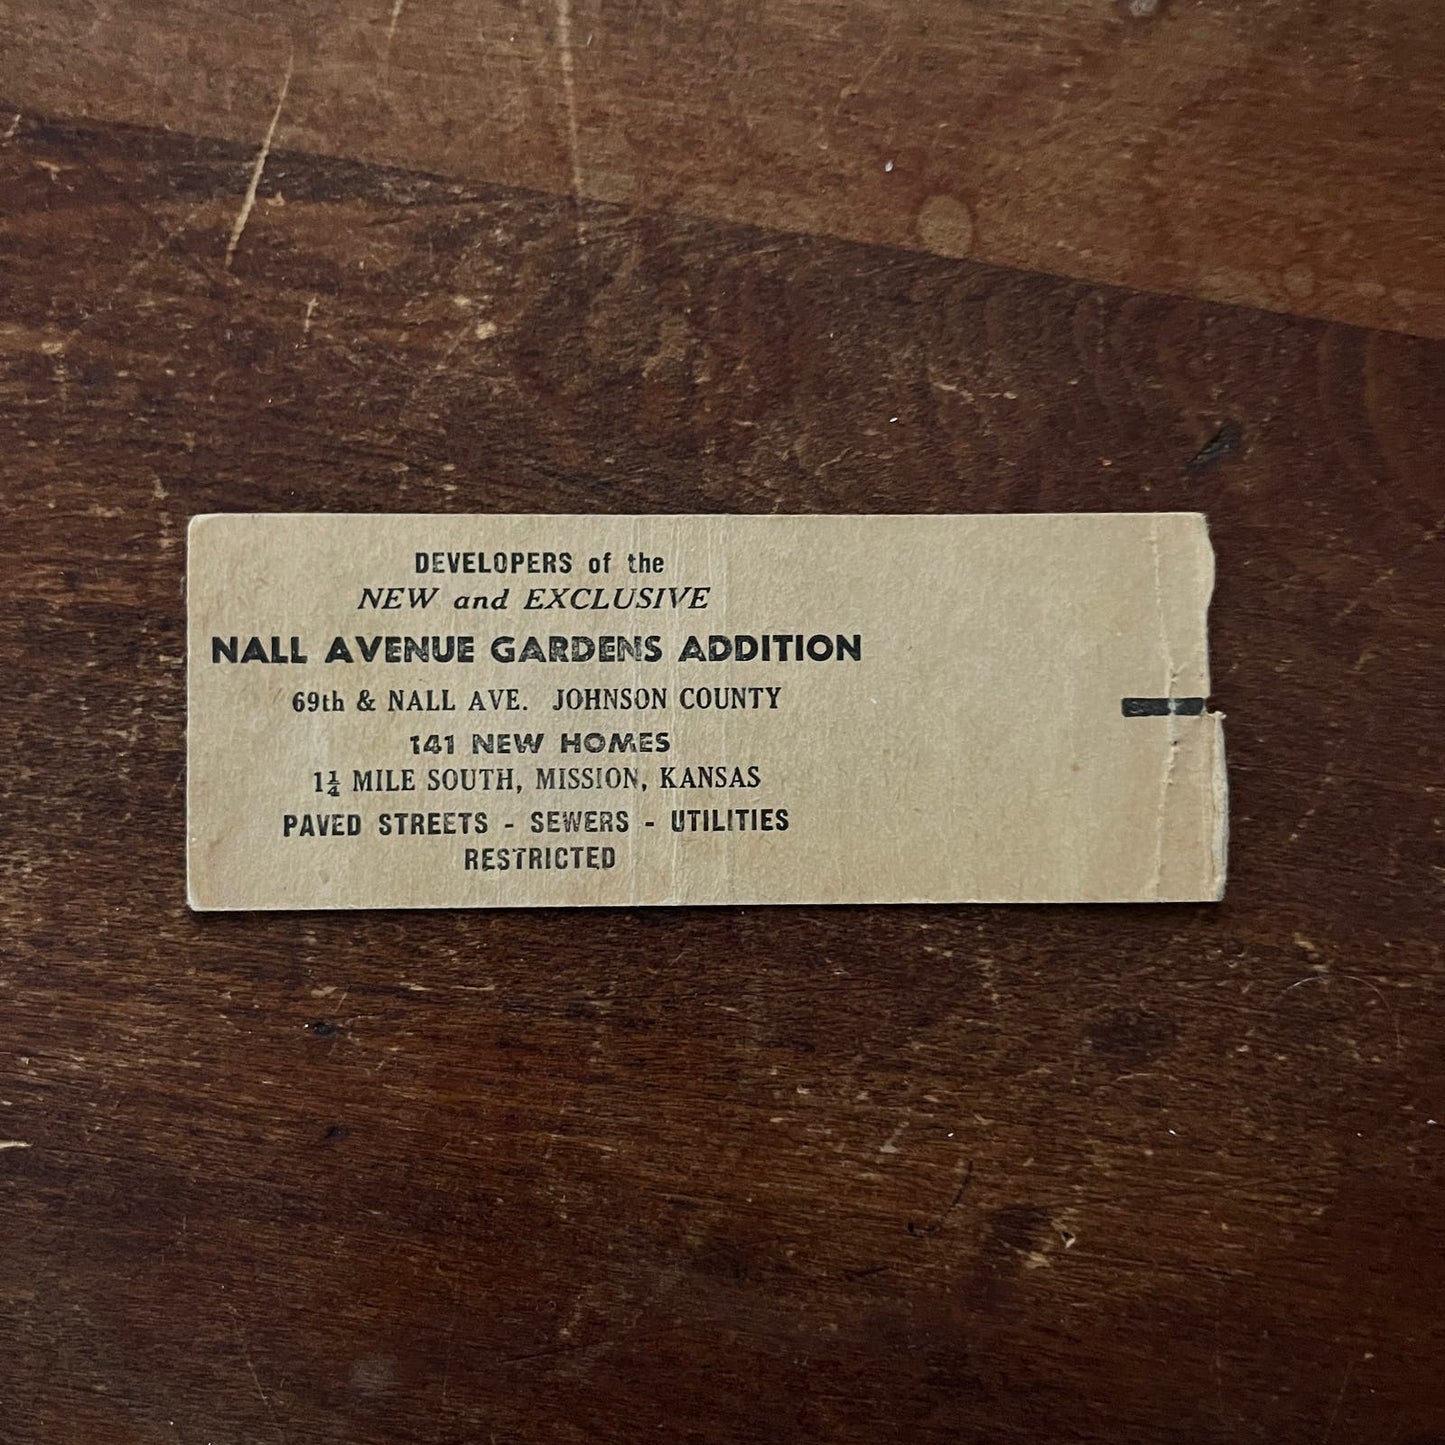 DEVELOPERS of the
NEW and EXCLUSIVE
NALL AVENUE GARDENS ADDITION
69th & NALL AVE. JOHNSON COUNTY
141 NEW HOMES
1¼ MILE SOUTH, MISSION, KANSAS
PAVED STREETS - SEWERS - UTILITIES
RESTRICTED